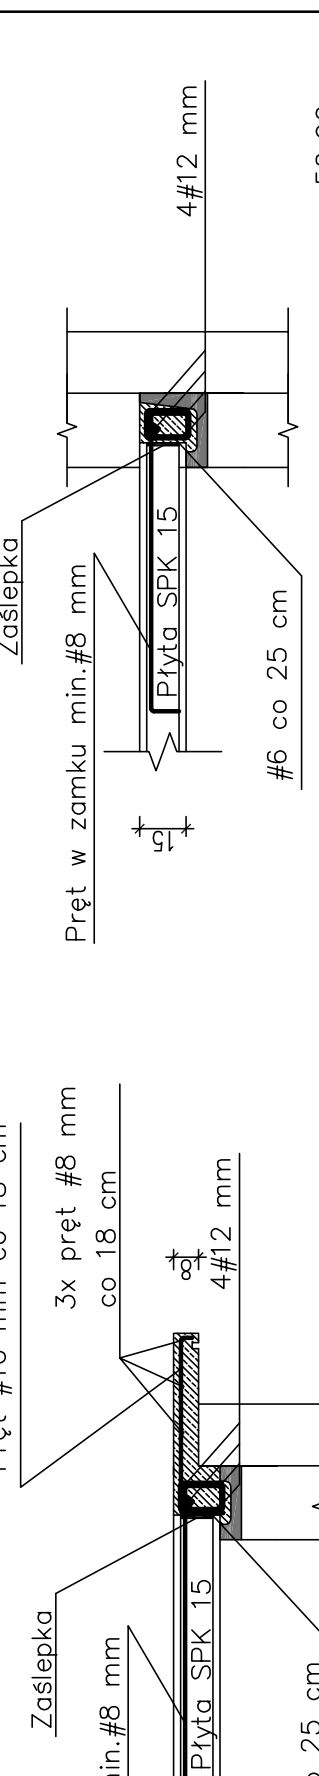 4#12 mm
Zaślepka
Pręt w zamku min.#8 mm
Płyta SPK 15
#6 co 25 cm
15
3x pręt #8 mm
co 18 cm
8
4#12 mm
Zaślepka
min.#8 mm
Płyta SPK 15
25 cm